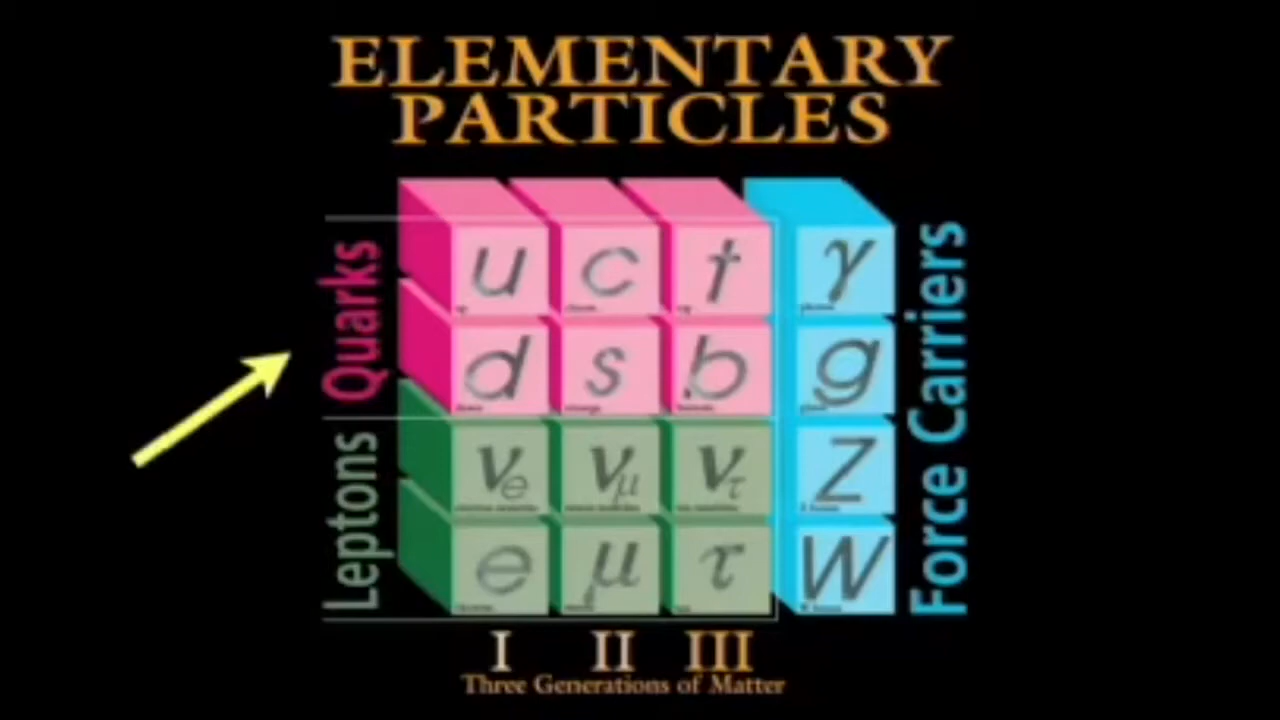 ELEMENTARY
PARTICLES
Quarks
u c t γ
d s b g
Leptons
νe νμ ντ Z
e μ τ W
Force Carriers
I II III
Three Generations of Matter